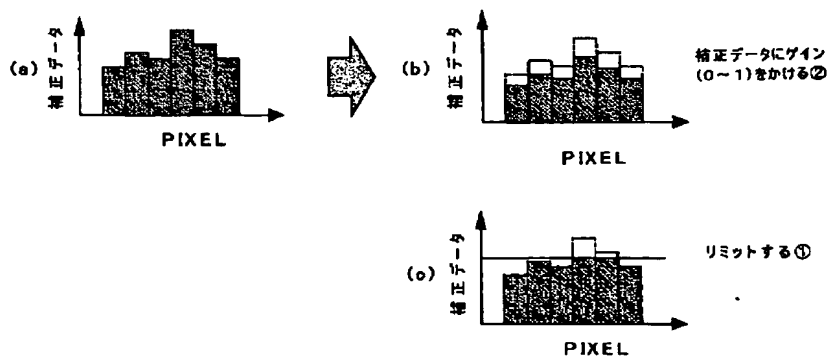 (a)
補正データ
PIXEL
(b)
補正データ
PIXEL
補正データにゲイン
(0～1)をかける②
(c)
補正データ
PIXEL
リミットする①